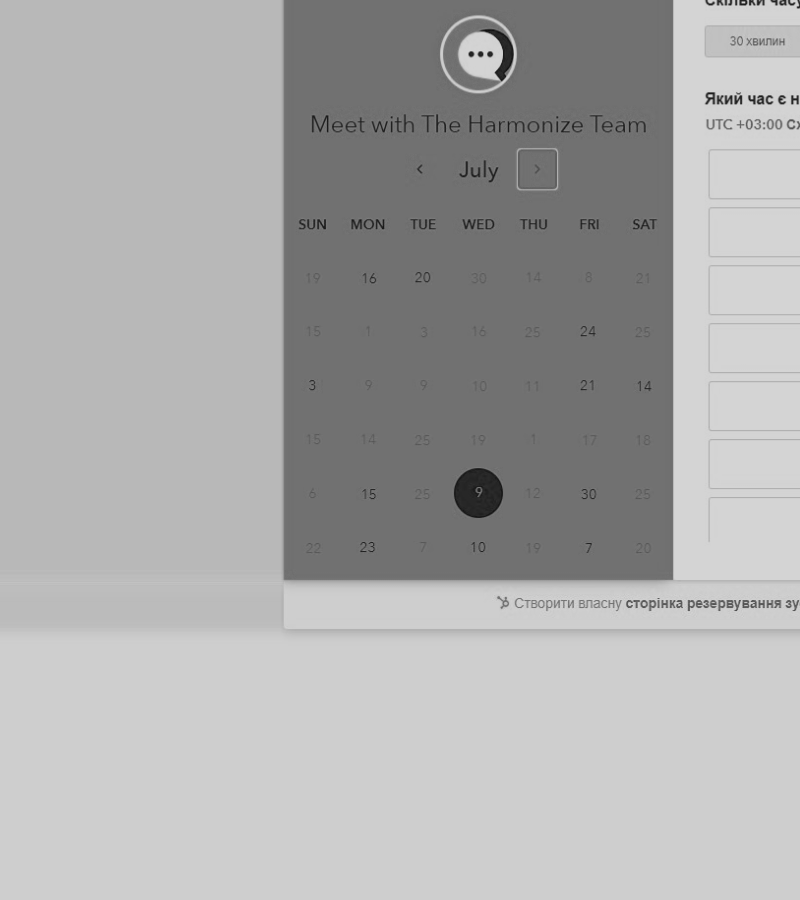 Скільки часу
30 хвилин
Meet with The Harmonize Team
July
Який час є н
UTC +03:00 Сх
SUN MON TUE WED THU FRI SAT
19 16 20 30 14 8 21
15 1 3 16 25 24 25
3 9 9 10 11 21 14
15 14 25 19 1 17 18
6 15 25 9 12 30 25
22 23 7 10 19 7 20
Створити власну сторінка резервування зу